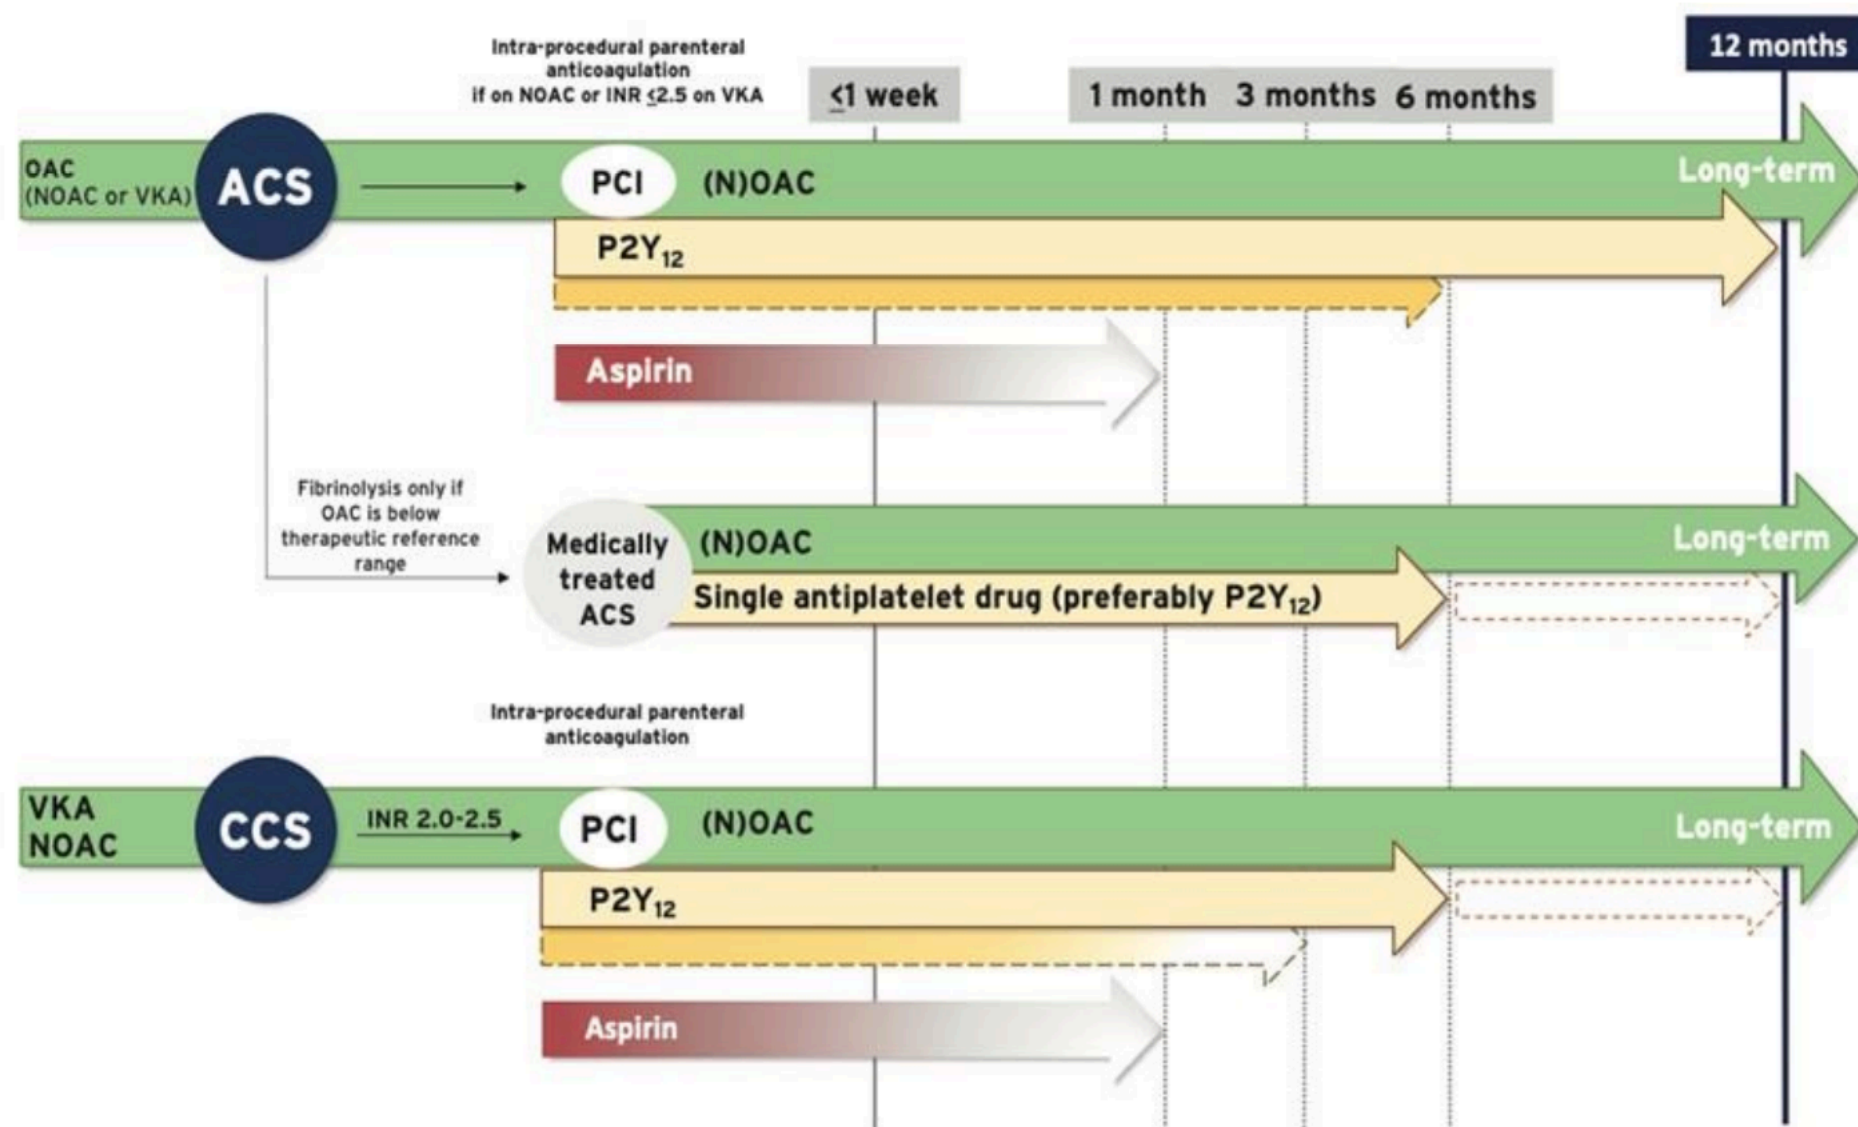 12 months
Intra-procedural parenteral
anticoagulation
if on NOAC or INR ≤2.5 on VKA
≤1 week
1 month 3 months 6 months
OAC
(NOAC or VKA)
ACS
PCI
(N)OAC
Long-term
P2Y₁₂
Aspirin
Fibrinolysis only if
OAC is below
therapeutic reference
range
Medically
treated
ACS
(N)OAC
Long-term
Single antiplatelet drug (preferably P2Y₁₂)
Intra-procedural parenteral
anticoagulation
VKA
NOAC
CCS
INR 2.0-2.5
PCI
(N)OAC
Long-term
P2Y₁₂
Aspirin